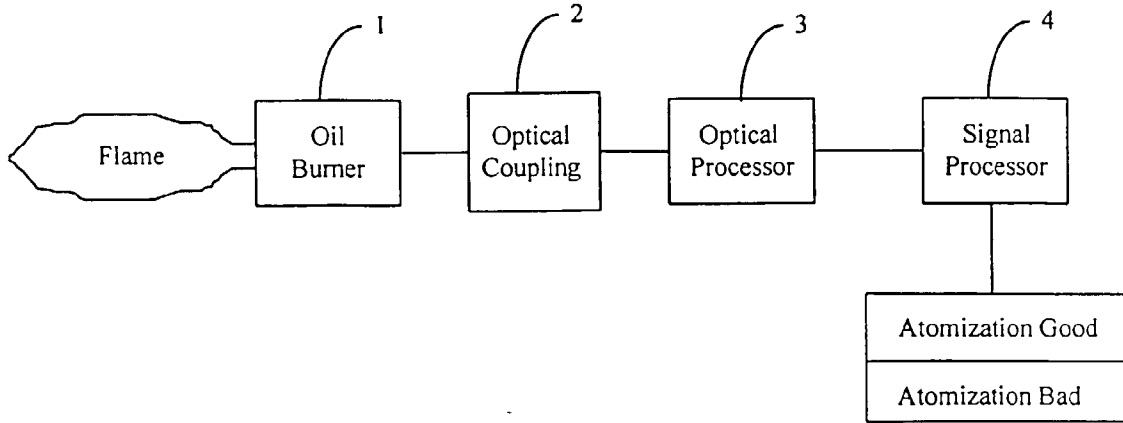 1
2
3
4
Flame
Oil
Burner
Optical
Coupling
Optical
Processor
Signal
Processor
Atomization Good
Atomization Bad